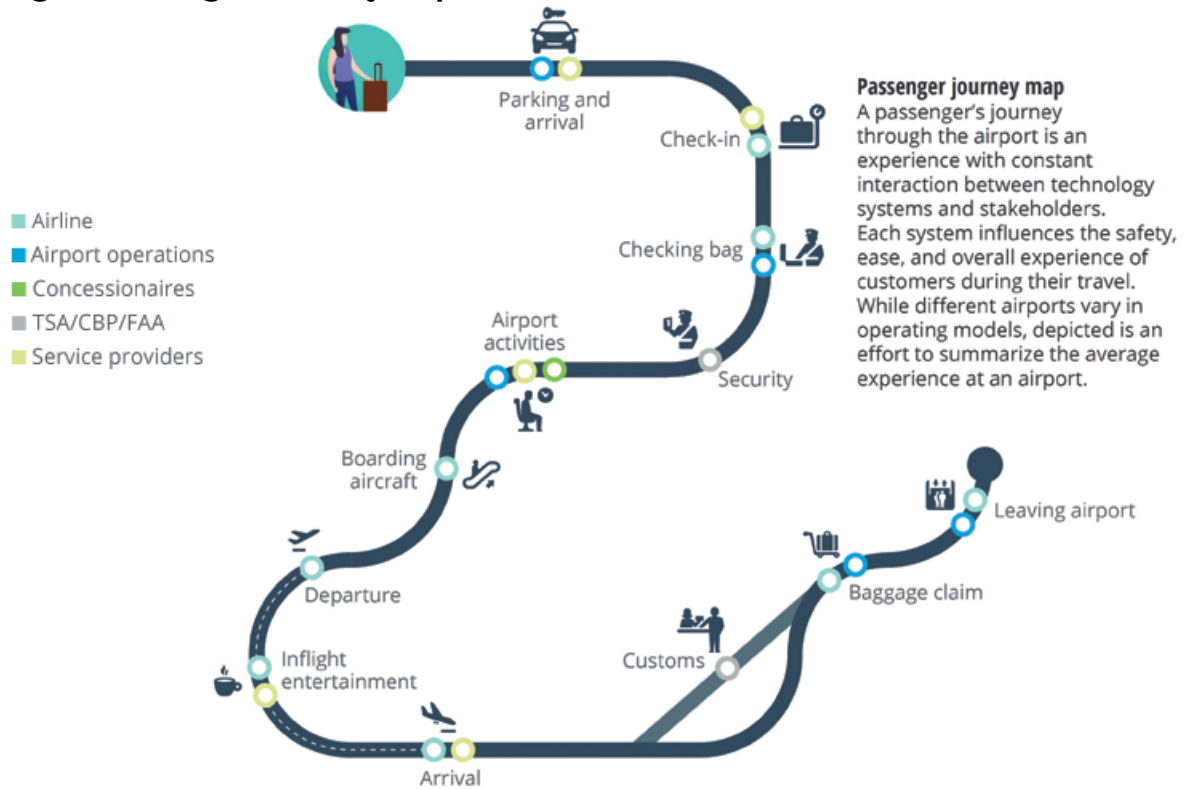 Parking and
arrival
Passenger journey map
A passenger's journey
through the airport is an
experience with constant
interaction between technology
systems and stakeholders.
Each system influences the safety,
ease, and overall experience of
customers during their travel.
While different airports vary in
operating models, depicted is an
effort to summarize the average
experience at an airport.
Check-in
Airline
Airport operations
Concessionaires
TSA/CBP/FAA
Service providers
Checking bag
Security
Airport
activities
Boarding
aircraft
Departure
Inflight
entertainment
Arrival
Customs
Baggage claim
Leaving airport